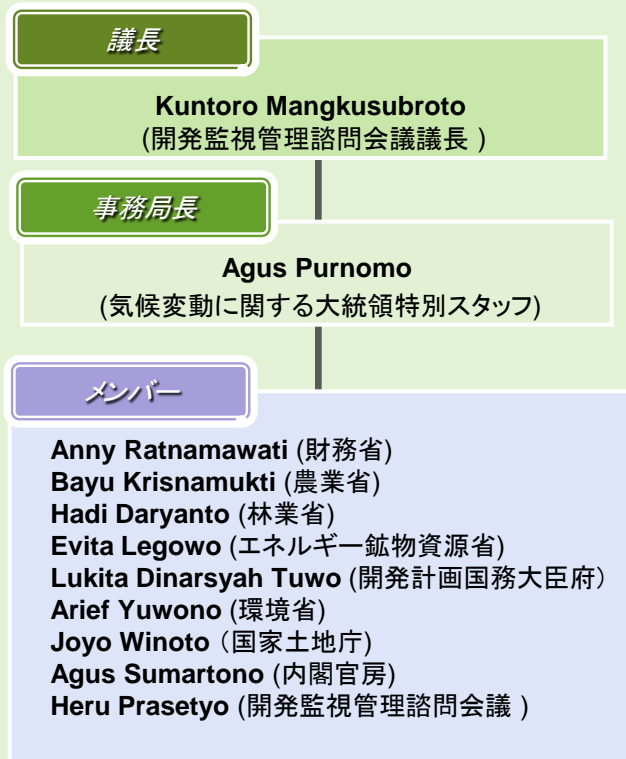 議長
Kuntoro Mangkusubroto
(開発監視管理諮問会議議長 )
事務局長
Agus Purnomo
(気候変動に関する大統領特別スタッフ)
メンバー
Anny Ratnamawati (財務省)
Bayu Krisnamukti (農業省)
Hadi Daryanto (林業省)
Evita Legowo (エネルギー鉱物資源省)
Lukita Dinarsyah Tuwo (開発計画国務大臣府）
Arief Yuwono (環境省)
Joyo Winoto （国家土地庁)
Agus Sumartono (内閣官房)
Heru Prasetyo (開発監視管理諮問会議 )